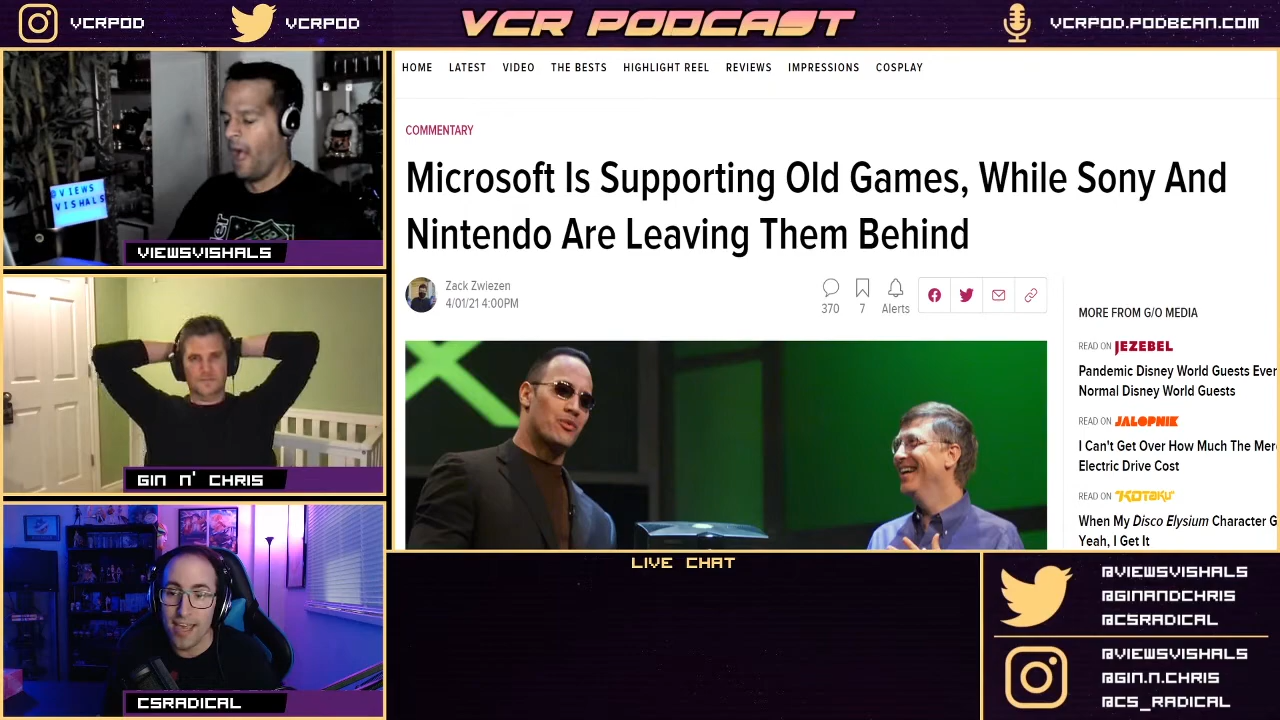 VCRPOD
VCRPOD
VCR PODCAST
VCRPOD.PODBEAN.COM
HOME LATEST VIDEO THE BESTS HIGHLIGHT REEL REVIEWS IMPRESSIONS COSPLAY
COMMENTARY
Microsoft Is Supporting Old Games, While Sony And
Nintendo Are Leaving Them Behind
Zack Zwiezen
4/01/21 4:00PM
370
7
Alerts
MORE FROM G/O MEDIA
READ ON JEZEBEL
Pandemic Disney World Guests Ever
Normal Disney World Guests
READ ON JALOPNIK
I Can't Get Over How Much The Mer
Electric Drive Cost
READ ON KOTAKU
When My Disco Elysium Character G
Yeah, I Get It
VIEWS
VISHALS
VIEWSVISHALS
GIN N' CHRIS
CSRADICAL
LIVE CHAT
@VIEWSVISHALS
@GINANDCHRIS
@CSRADICAL
@VIEWSVISHALS
@GIN.N.CHRIS
@CS_RADICAL